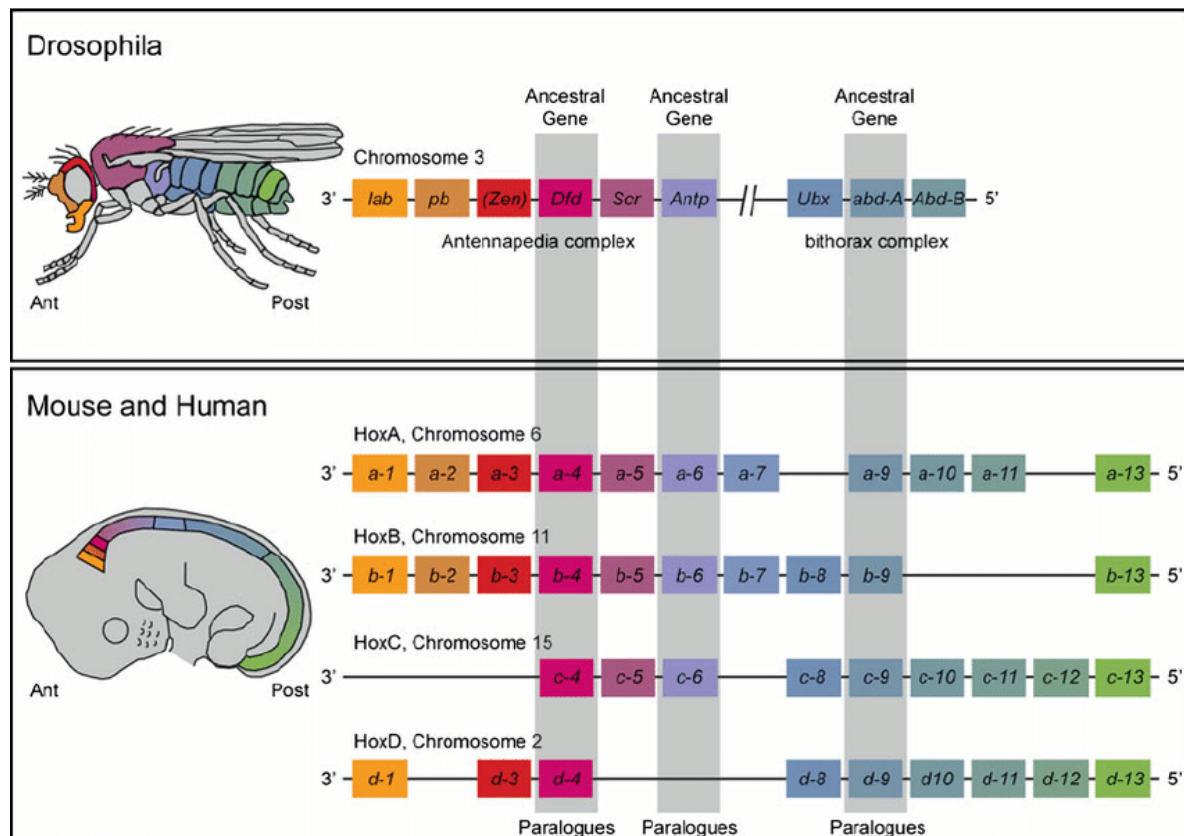 Drosophila
Ancestral Gene
Ancestral Gene
Ancestral Gene
Chromosome 3
3' lab pb (Zen) Dfd Scr Antp // Ubx abd-A Abd-B 5'
Antennapedia complex bithorax complex
Ant Post
Mouse and Human
HoxA, Chromosome 6
3' a-1 a-2 a-3 a-4 a-5 a-6 a-7 a-9 a-10 a-11 a-13 5'
HoxB, Chromosome 11
3' b-1 b-2 b-3 b-4 b-5 b-6 b-7 b-8 b-9 b-13 5'
HoxC, Chromosome 15
3' c-4 c-5 c-6 c-8 c-9 c-10 c-11 c-12 c-13 5'
Ant Post
HoxD, Chromosome 2
3' d-1 d-3 d-4 d-8 d-9 d10 d-11 d-12 d-13 5'
Paralogues Paralogues Paralogues